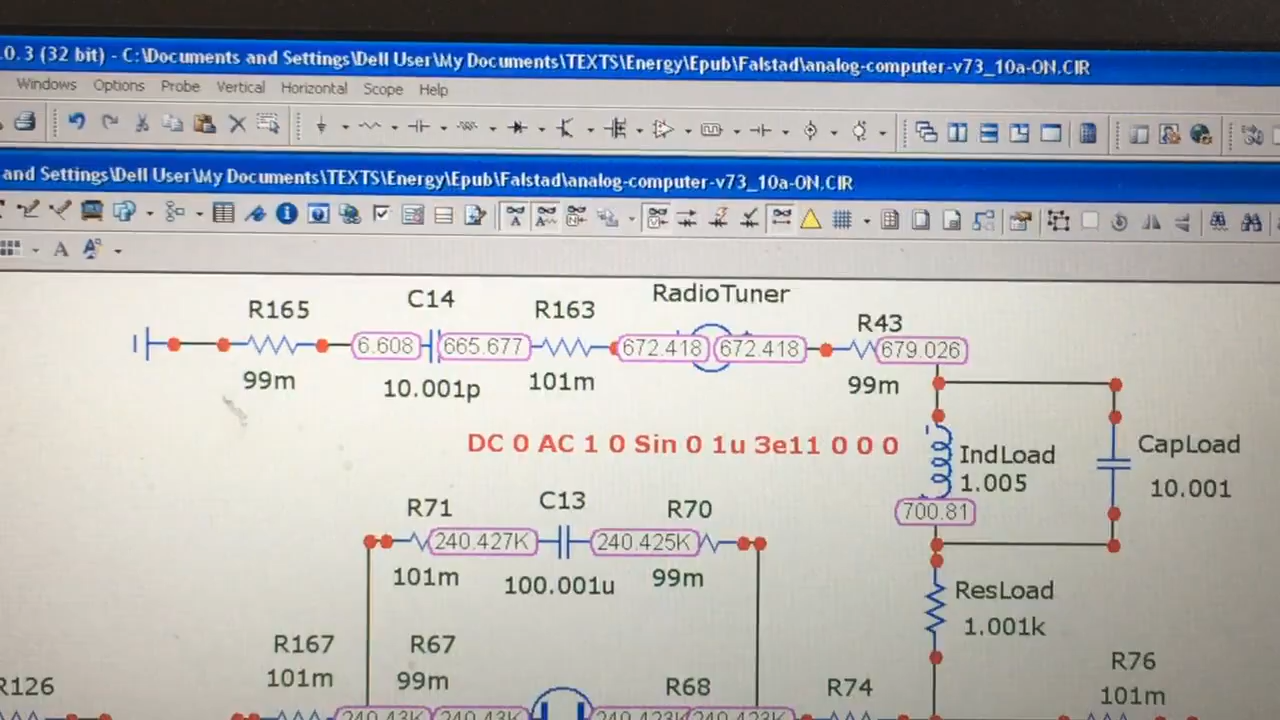 .0.3 (32 bit) - C:\Documents and Settings\Dell User\My Documents\TEXTS\Energy\Epub\Falstad\analog-computer-v73_10a-ON.CIR
Windows Options Probe Vertical Horizontal Scope Help
and Settings\Dell User\My Documents\TEXTS\Energy\Epub\Falstad\analog-computer-v73_10a-ON.CIR
R165 C14 R163 RadioTuner R43
6.608 665.677 672.418 672.418 679.026
99m 10.001p 101m 99m
DC 0 AC 1 0 Sin 0 1u 3e11 0 0 0
IndLoad CapLoad
1.005 10.001
700.81
R71 C13 R70
240.427K 240.425K
101m 100.001u 99m
ResLoad
1.001k
R167 R67
101m 99m
R126 R68 R74 R76
101m
240.43K 240.43K 240.423K 240.423K